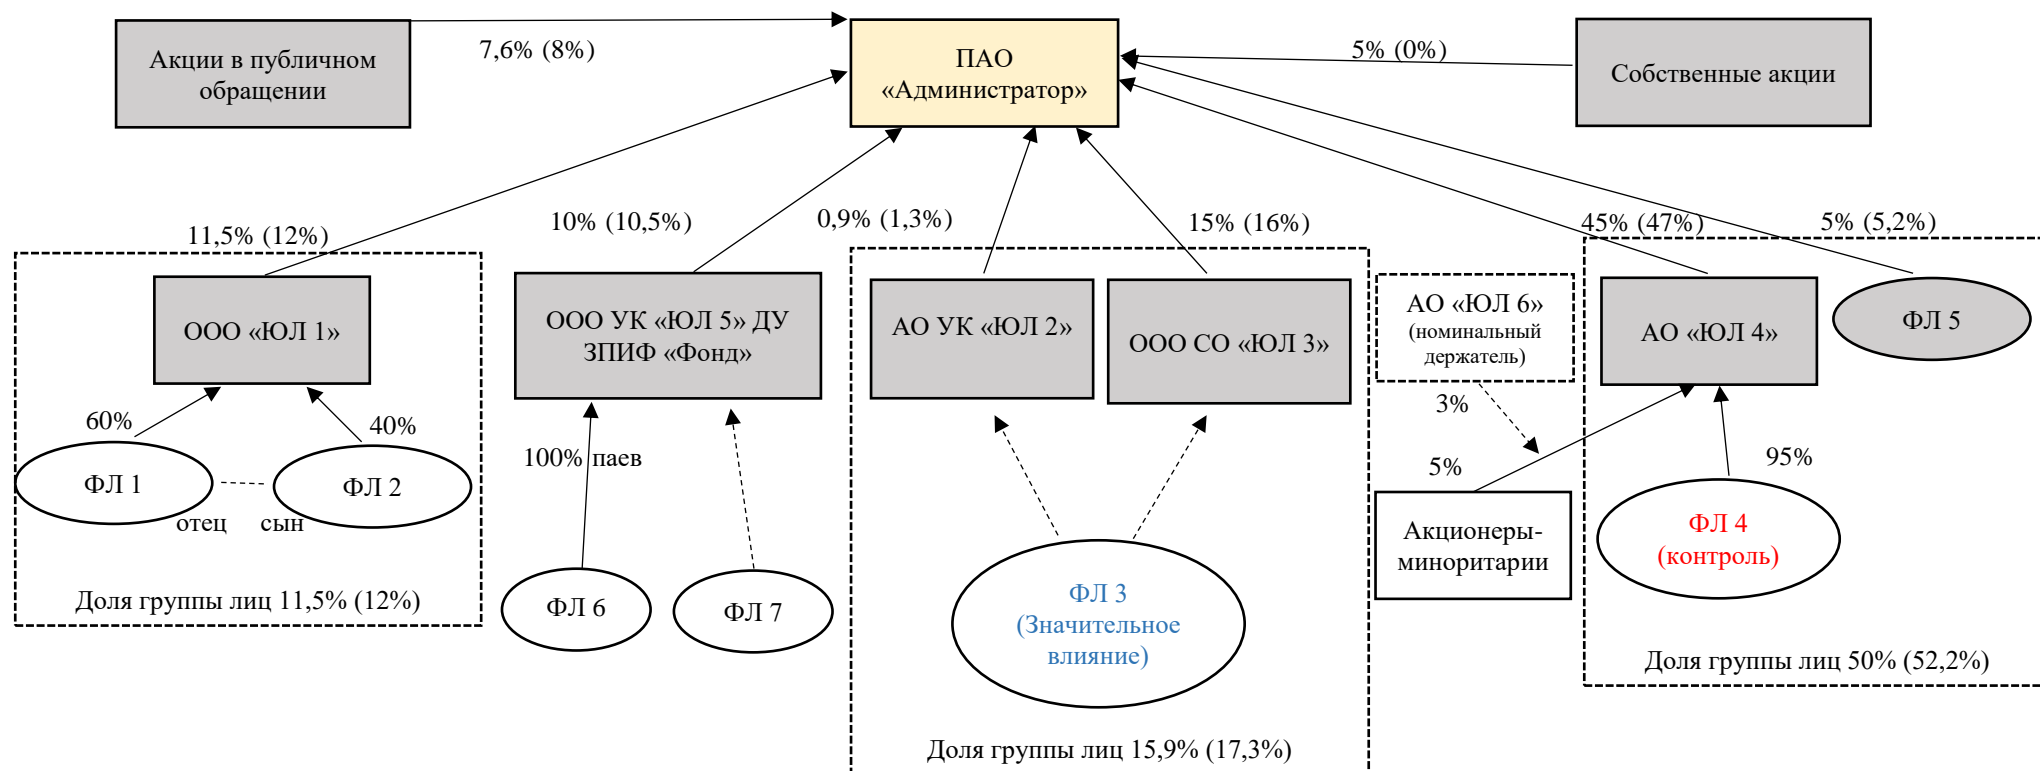 Акции в публичном
обращении
7,6% (8%)
ПАО
«Администратор»
5% (0%)
Собственные акции
11,5% (12%)
10% (10,5%)
0,9% (1,3%)
15% (16%)
45% (47%)
5% (5,2%)
ООО «ЮЛ 1»
60%
40%
ФЛ 1
ФЛ 2
отец
сын
Доля группы лиц 11,5% (12%)
ООО УК «ЮЛ 5» ДУ
ЗПИФ «Фонд»
100% паев
ФЛ 6
ФЛ 7
АО УК «ЮЛ 2»
ООО СО «ЮЛ 3»
ФЛ 3
(Значительное
влияние)
Доля группы лиц 15,9% (17,3%)
АО «ЮЛ 6»
(номинальный
держатель)
3%
5%
Акционеры-
миноритарии
АО «ЮЛ 4»
ФЛ 5
95%
ФЛ 4
(контроль)
Доля группы лиц 50% (52,2%)